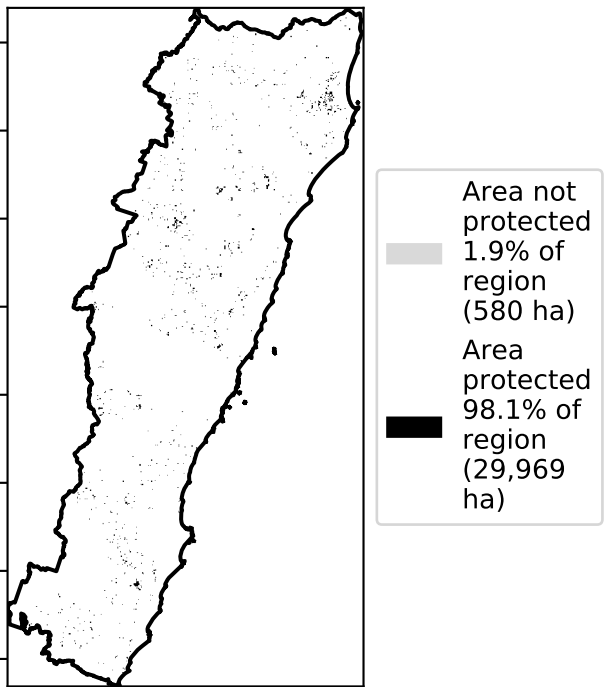 Area not
protected
1.9% of
region
(580 ha)
Area
protected
98.1% of
region
(29,969
ha)